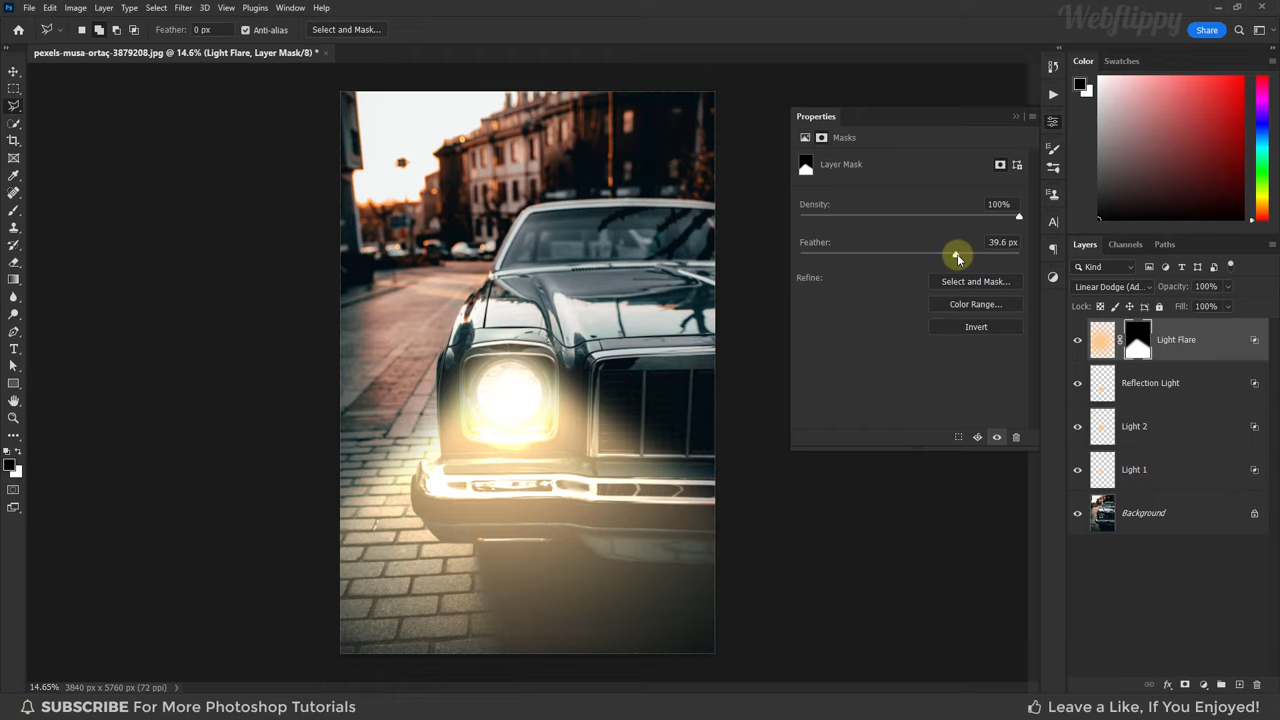 Webflippy
Ps File Edit Image Layer Type Select Filter 3D View Plugins Window Help
Feather: 0 px Anti-alias Select and Mask... Share
pexels-musa-ortaç-3879208.jpg @ 14.6% (Light Flare, Layer Mask/8) *
Color Swatches
Properties
Masks
Layer Mask
Density: 100%
Feather: 39.6 px
Refine: Select and Mask...
Color Range...
Invert
Layers Channels Paths
Kind
Linear Dodge (Ad... Opacity: 100%
Lock: Fill: 100%
Light Flare
Reflection Light
Light 2
Light 1
Background
14.65% 3840 px x 5760 px (72 ppi)
SUBSCRIBE For More Photoshop Tutorials
Leave a Like, If You Enjoyed!